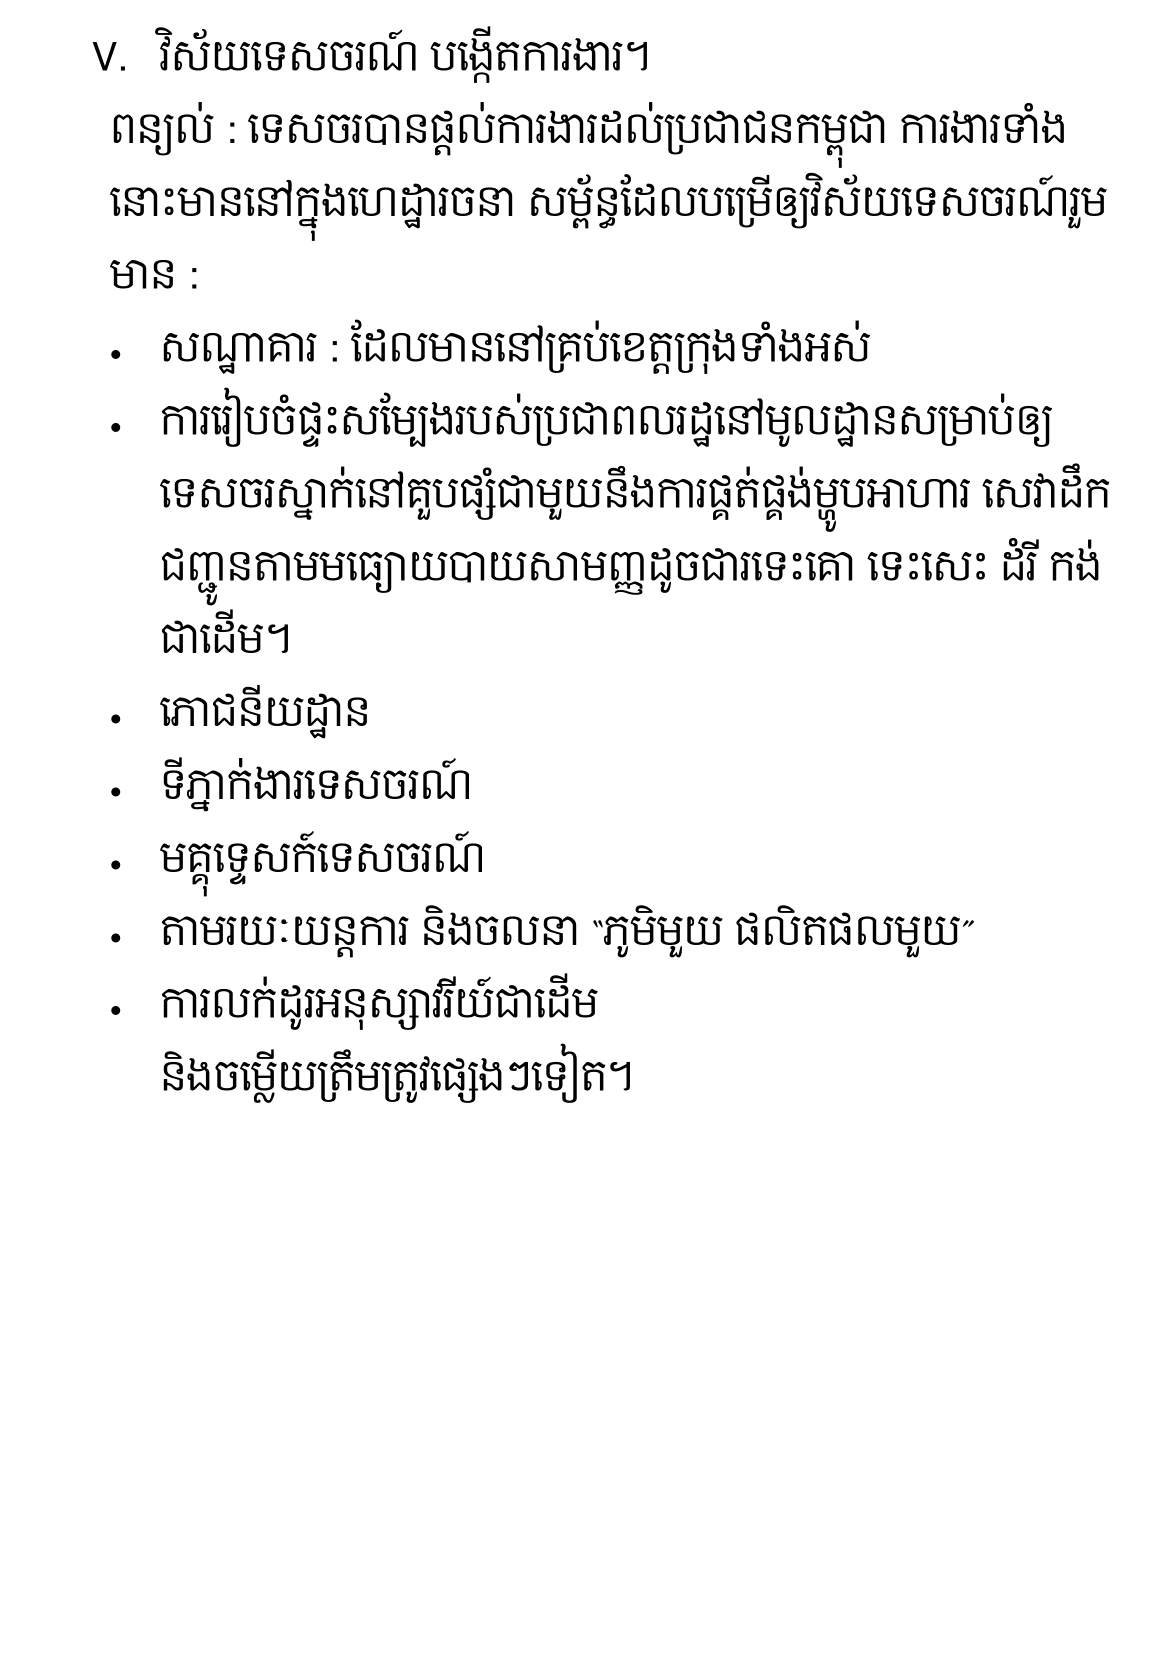 V. វិស័យទេសចរណ៍ បង្កើតការងារ។
ពន្យល់ : ទេសចរបានផ្តល់ការងារដល់ប្រជាជនកម្ពុជា ការងារទាំង
នោះមាននៅក្នុងហេដ្ឋារចនា សម្ព័ន្ធដែលបម្រើឲ្យវិស័យទេសចរណ៍រួម
មាន :
• សណ្ឋាគារ : ដែលមាននៅគ្រប់ខេត្តក្រុងទាំងអស់
• ការរៀបចំផ្ទះសម្បែងរបស់ប្រជាពលរដ្ឋនៅមូលដ្ឋានសម្រាប់ឲ្យ
ទេសចរស្នាក់នៅគួបផ្សំជាមួយនឹងការផ្គត់ផ្គង់ម្ហូបអាហារ សេវាដឹក
ជញ្ជូនតាមមធ្យោយបាយសាមញ្ញដូចជារទេះគោ ទេះសេះ ដំរី កង់
ជាដើម។
• ភោជនីយដ្ឋាន
• ទីភ្នាក់ងារទេសចរណ៍
• មគ្គុទ្ទេសក៍ទេសចរណ៍
• តាមរយៈយន្តការ និងចលនា “ភូមិមួយ ផលិតផលមួយ”
• ការលក់ដូរអនុស្សាវរីយ៍ជាដើម
និងចម្លើយត្រឹមត្រូវផ្សេងៗទៀត។